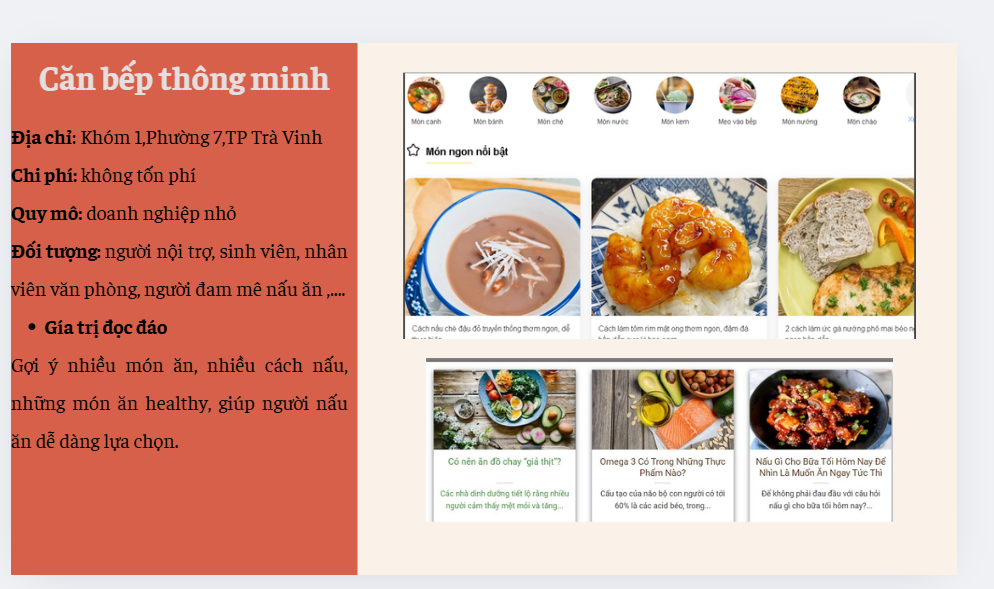 Căn bếp thông minh
Địa chỉ: Khóm 1,Phường 7,TP Trà Vinh
Chi phí: không tốn phí
Quy mô: doanh nghiệp nhỏ
Đối tượng: người nội trợ, sinh viên, nhân
viên văn phòng, người đam mê nấu ăn ,....
• Gía trị đọc đáo
Gợi ý nhiều món ăn, nhiều cách nấu,
những món ăn healthy, giúp người nấu
ăn dễ dàng lựa chọn.
Món canh Món bánh Món chè Món nước Món kem Mẹo vào bếp Món nướng Món cháo
Món ngon nổi bật
Cách nấu chè đậu đỏ truyền thống thơm ngon, dễ
Cách làm tôm rim mật ong thơm ngon, đậm đà
2 cách làm ức gà nướng phô mai béo n
Có nên ăn đồ chay "giả thịt"?
Các nhà dinh dưỡng tiết lộ rằng nhiều
người cảm thấy mệt mỏi và tăng...
Omega 3 Có Trong Những Thực
Phẩm Nào?
Cấu tạo của não bộ con người có tới
60% là các acid béo, trong...
Nấu Gì Cho Bữa Tối Hôm Nay Để
Nhìn Là Muốn Ăn Ngay Tức Thì
Để không phải đau đầu với câu hỏi
nấu gì cho bữa tối hôm nay?...